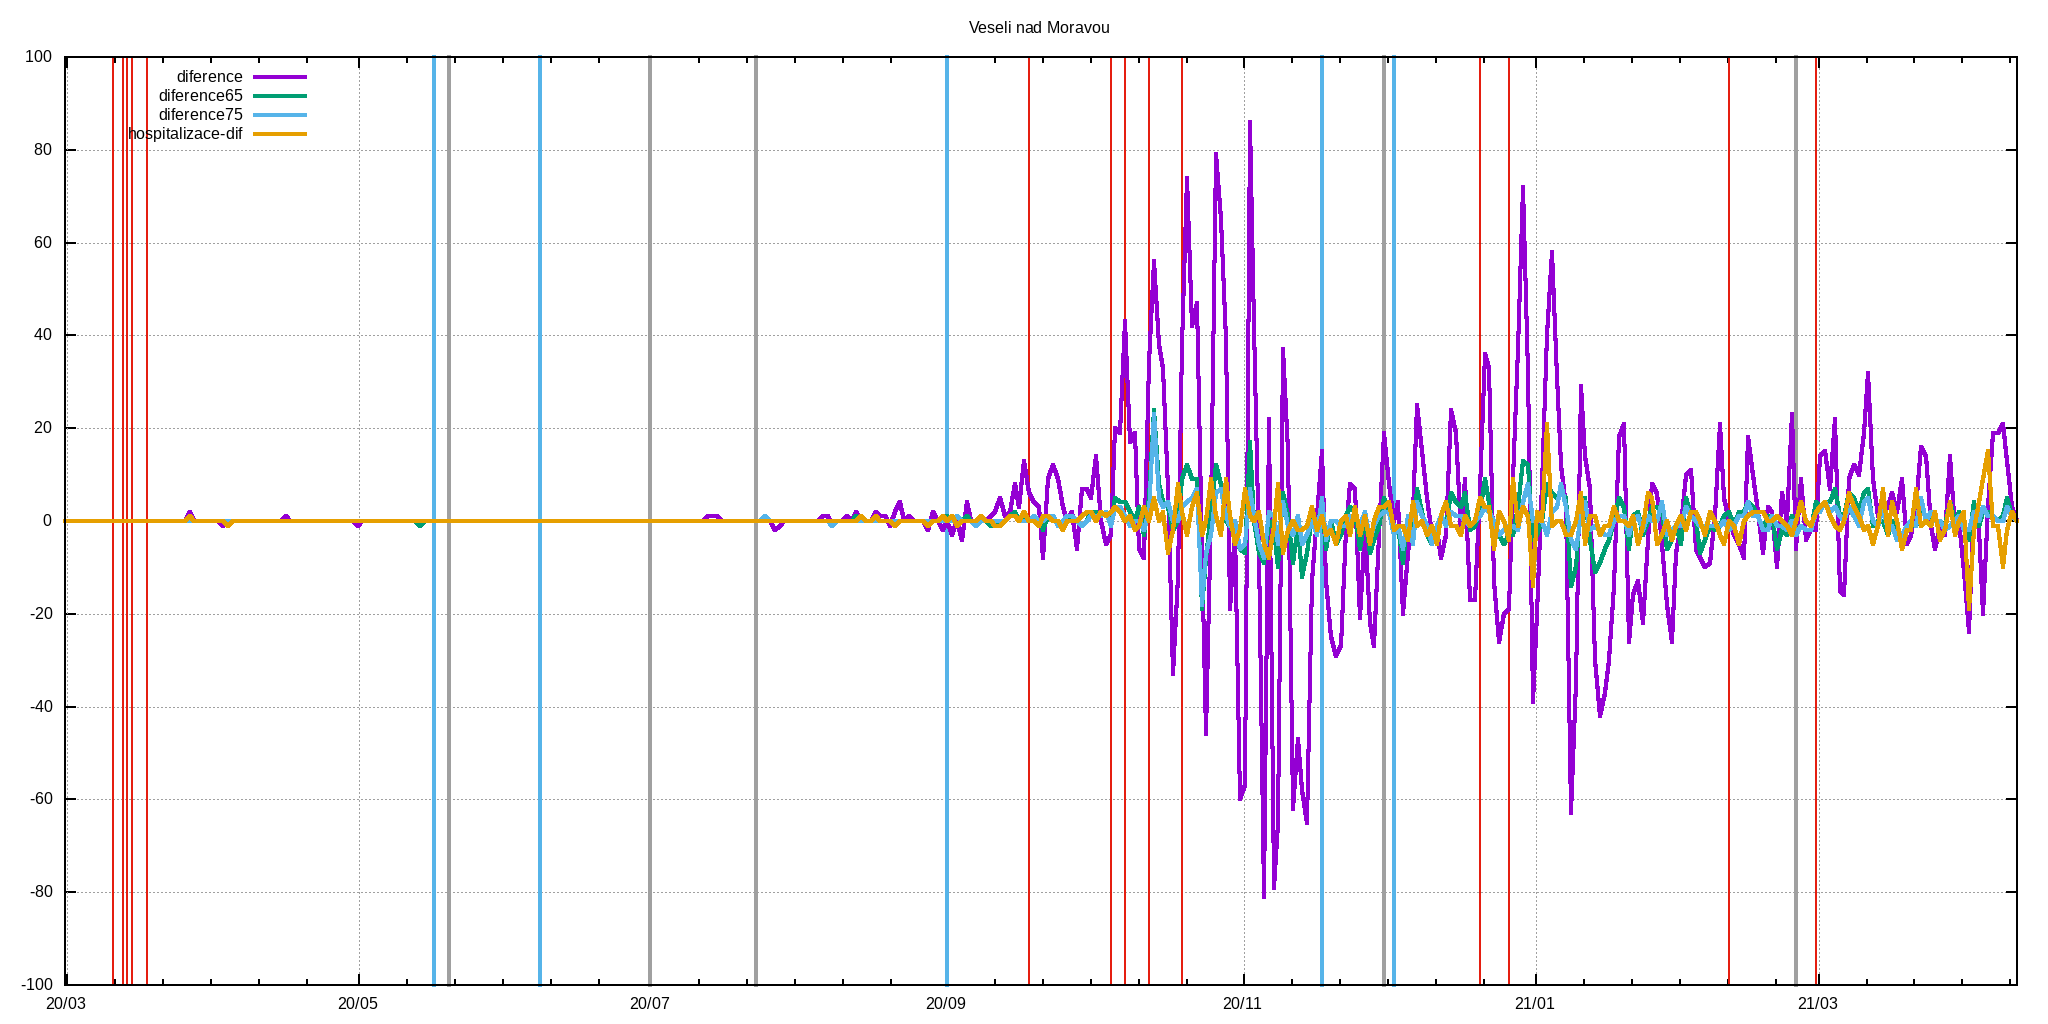 Veseli nad Moravou
100
diference
diference65
diference75
hospitalizace-dif
80
60
40
20
0
-20
-40
-60
-80
-100
20/03 20/05 20/07 20/09 20/11 21/01 21/03